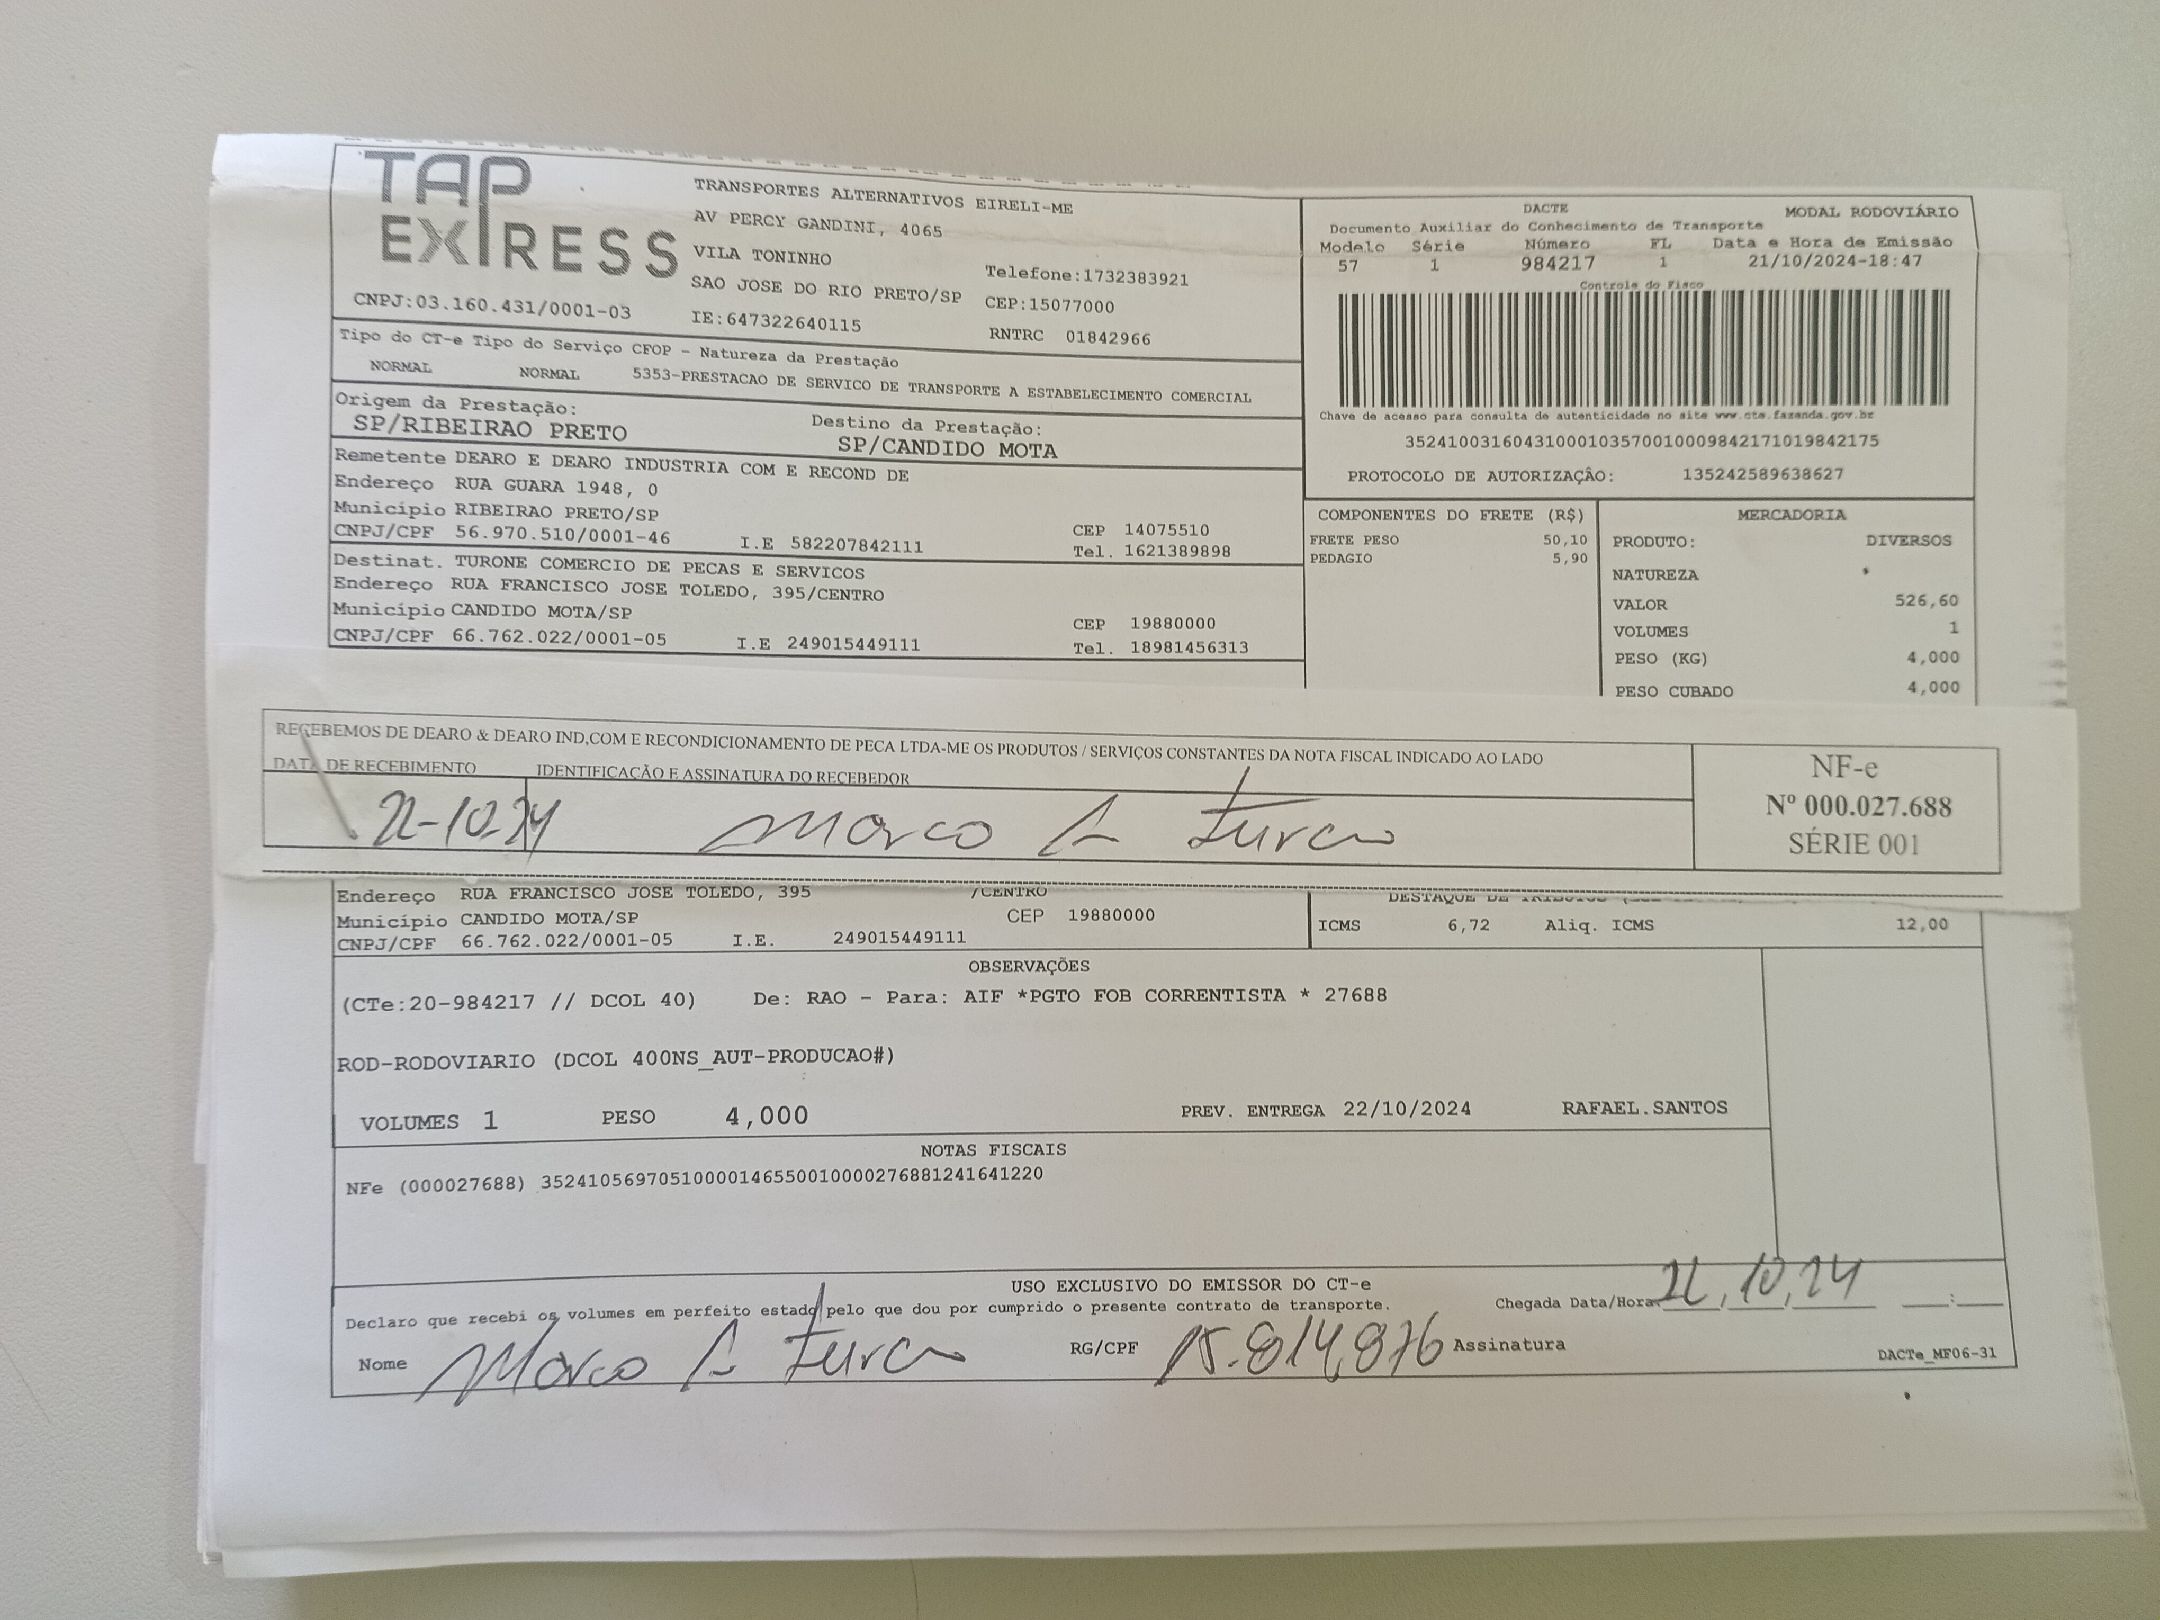 TAP EXPRESS
TRANSPORTES ALTERNATIVOS EIRELI-ME
AV PERCY GANDINI, 4065
VILA TONINHO
Telefone:1732383921
SAO JOSE DO RIO PRETO/SP CEP:15077000
CNPJ:03.160.431/0001-03 IE:647322640115 RNTRC 01842966
DACTE MODAL RODOVIÁRIO
Documento Auxiliar do Conhecimento de Transporte
Modelo Série Número FL Data e Hora de Emissão
57 1 984217 1 21/10/2024-18:47
Controle do Fisco
Chave de acesso para consulta de autenticidade no site www.cte.fazenda.gov.br
35241003160431000103570010009842171019842175
PROTOCOLO DE AUTORIZAÇÂO: 135242589638627
Tipo do CT-e Tipo do Serviço CFOP - Natureza da Prestação
NORMAL NORMAL 5353-PRESTACAO DE SERVICO DE TRANSPORTE A ESTABELECIMENTO COMERCIAL
Origem da Prestação: Destino da Prestação:
SP/RIBEIRAO PRETO SP/CANDIDO MOTA
Remetente DEARO E DEARO INDUSTRIA COM E RECOND DE
Endereço RUA GUARA 1948, 0
Município RIBEIRAO PRETO/SP CEP 14075510
CNPJ/CPF 56.970.510/0001-46 I.E 582207842111 Tel. 1621389898
Destinat. TURONE COMERCIO DE PECAS E SERVICOS
Endereço RUA FRANCISCO JOSE TOLEDO, 395/CENTRO
Município CANDIDO MOTA/SP CEP 19880000
CNPJ/CPF 66.762.022/0001-05 I.E 249015449111 Tel. 18981456313
COMPONENTES DO FRETE (R$)
FRETE PESO 50,10
PEDAGIO 5,90
MERCADORIA
PRODUTO: DIVERSOS
NATUREZA
VALOR 526,60
VOLUMES 1
PESO (KG) 4,000
PESO CUBADO 4,000
RECEBEMOS DE DEARO & DEARO IND,COM E RECONDICIONAMENTO DE PECA LTDA-ME OS PRODUTOS / SERVIÇOS CONSTANTES DA NOTA FISCAL INDICADO AO LADO
DATA DE RECEBIMENTO IDENTIFICAÇÃO E ASSINATURA DO RECEBEDOR
22-10-24 Marco A Turco
NF-e
Nº 000.027.688
SÉRIE 001
Endereço RUA FRANCISCO JOSE TOLEDO, 395 /CENTRO
Município CANDIDO MOTA/SP CEP 19880000
CNPJ/CPF 66.762.022/0001-05 I.E. 249015449111
DESTAQUE DE
ICMS 6,72 Aliq. ICMS 12,00
OBSERVAÇÕES
(CTe:20-984217 // DCOL 40) De: RAO - Para: AIF *PGTO FOB CORRENTISTA * 27688
ROD-RODOVIARIO (DCOL 400NS_AUT-PRODUCAO#)
VOLUMES 1 PESO 4,000 PREV. ENTREGA 22/10/2024 RAFAEL.SANTOS
NOTAS FISCAIS
NFe (000027688) 35241056970510000146550010000276881241641220
USO EXCLUSIVO DO EMISSOR DO CT-e
Declaro que recebi os volumes em perfeito estado pelo que dou por cumprido o presente contrato de transporte. Chegada Data/Hora: 22, 10, 24 :
Nome Marco A Turco RG/CPF 15.814.876 Assinatura
DACTe_MF06-31